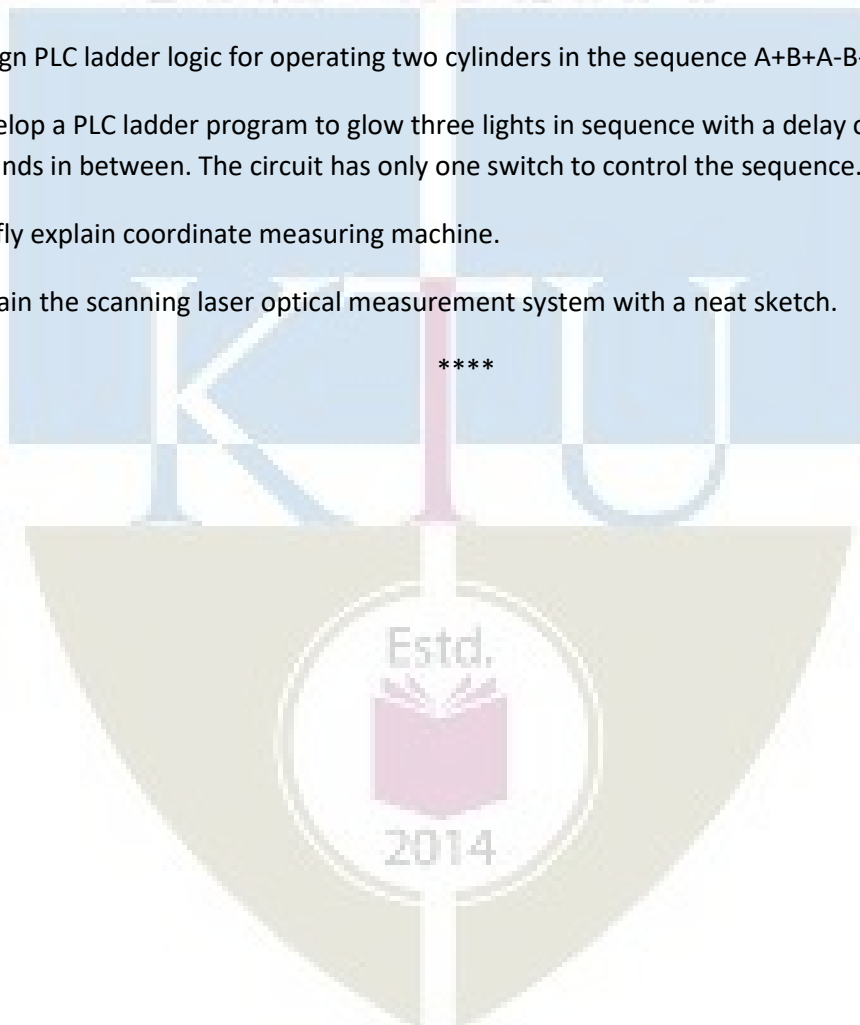 gn PLC ladder logic for operating two cylinders in the sequence A+B+A-B-
elop a PLC ladder program to glow three lights in sequence with a delay o
nds in between. The circuit has only one switch to control the sequence.
fly explain coordinate measuring machine.
ain the scanning laser optical measurement system with a neat sketch.
****
KTU
Estd.
2014